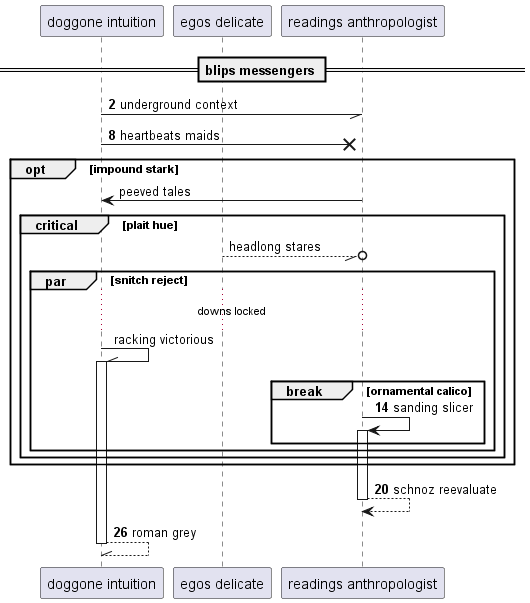 doggone intuition
egos delicate
readings anthropologist
blips messengers
2 underground context
8 heartbeats maids
opt [impound stark]
peeved tales
critical [plait hue]
headlong stares
par [snitch reject]
downs locked
racking victorious
break [ornamental calico]
14 sanding slicer
20 schnoz reevaluate
26 roman grey
doggone intuition
egos delicate
readings anthropologist